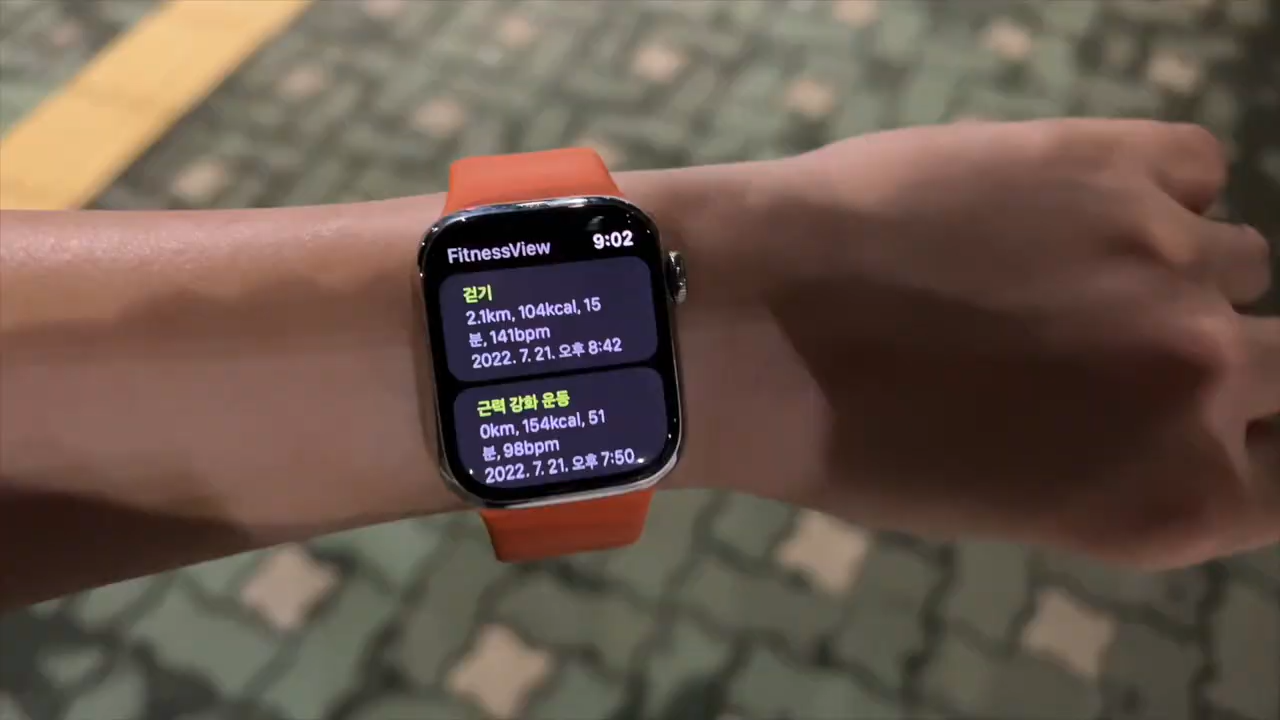 FitnessView
9:02
걷기
2.1km, 104kcal, 15
분, 141bpm
2022. 7. 21. 오후 8:42
근력 강화 운동
0km, 154kcal, 51
분, 98bpm
2022. 7. 21. 오후 7:50